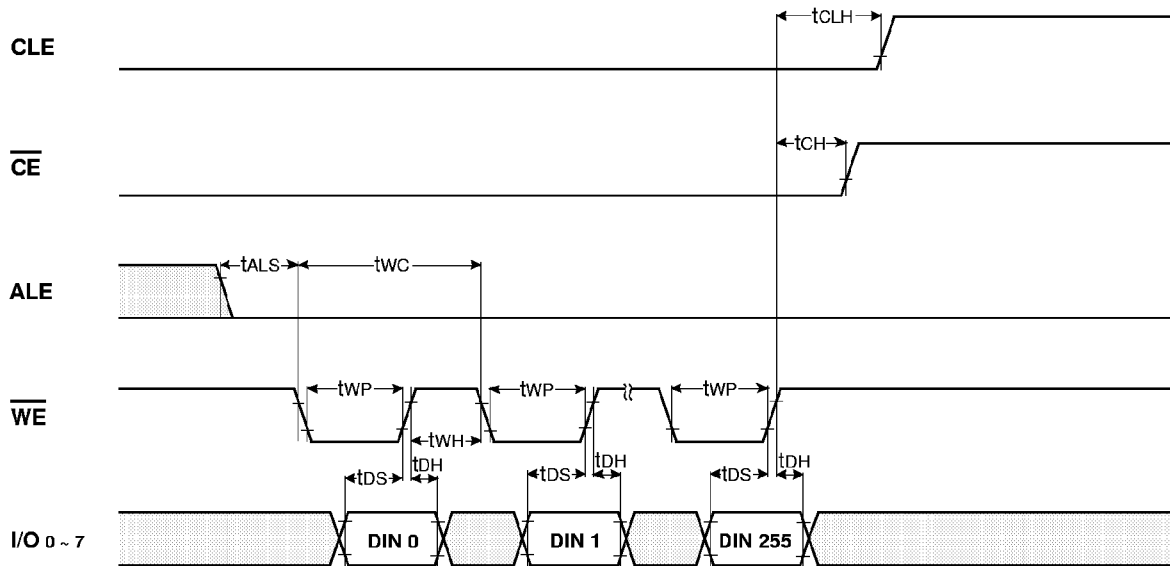 CLE
tCLH
CE
tCH
ALE
tALS
tWC
WE
tWP
tWP
tWP
tWH
tDS
tDH
tDS
tDH
tDS
tDH
I/O 0 ~ 7
DIN 0
DIN 1
DIN 255